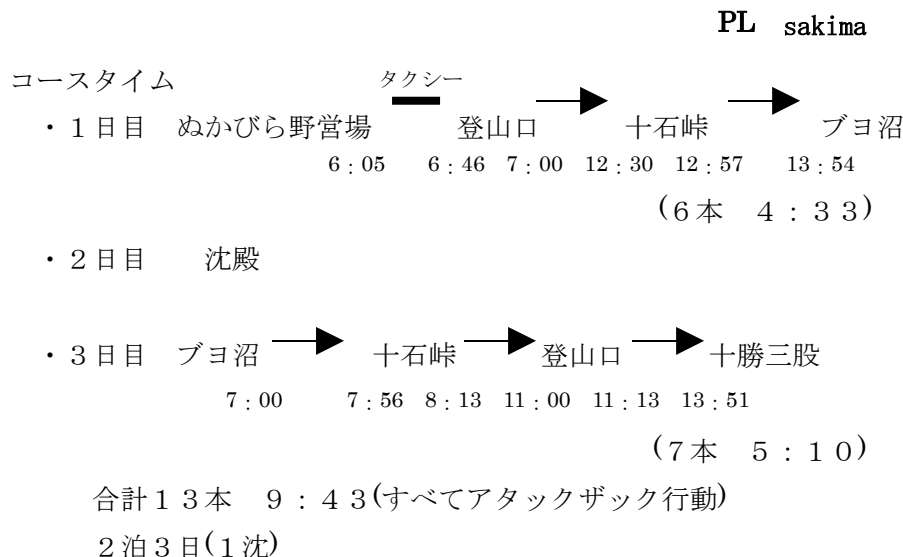 PL sakima
コースタイム タクシー
・１日目 ぬかびら野営場 登山口 十石峠 ブヨ沼
6：05 6：46 7：00 12：30 12：57 13：54
(６本 ４：３３)
・２日目 沈殿
・３日目 ブヨ沼 十石峠 登山口 十勝三股
7：00 7：56 8：13 11：00 11：13 13：51
(７本 ５：１０)
合計１３本 ９：４３(すべてアタックザック行動)
２泊３日(１沈)